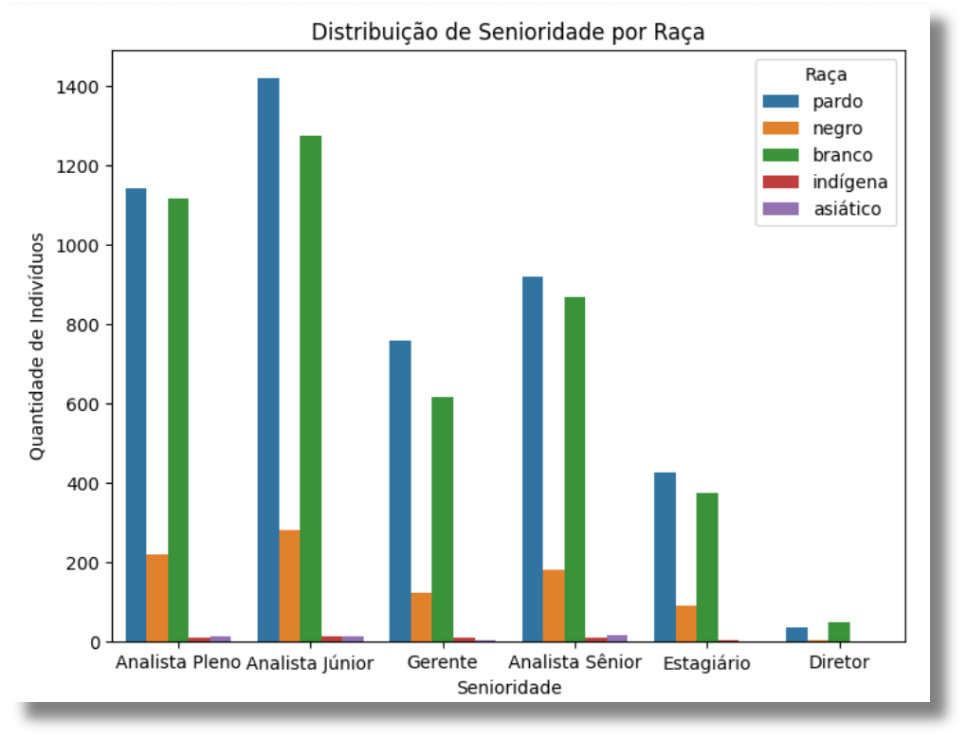 Distribuição de Senioridade por Raça
Raça
pardo
negro
branco
indígena
asiático
Quantidade de Indivíduos
1400
1200
1000
800
600
400
200
0
Analista Pleno
Analista Júnior
Gerente
Analista Sênior
Estagiário
Diretor
Senioridade